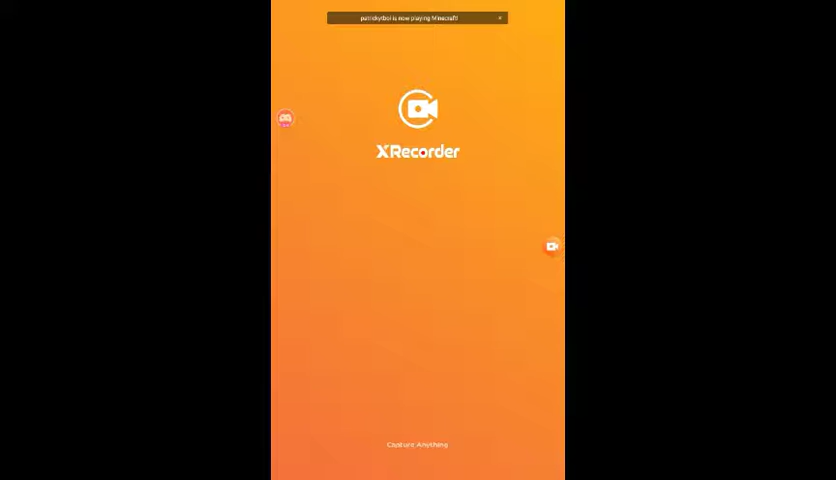 patrickytboi is now playing Minecraft!
XRecorder
Capture Anything